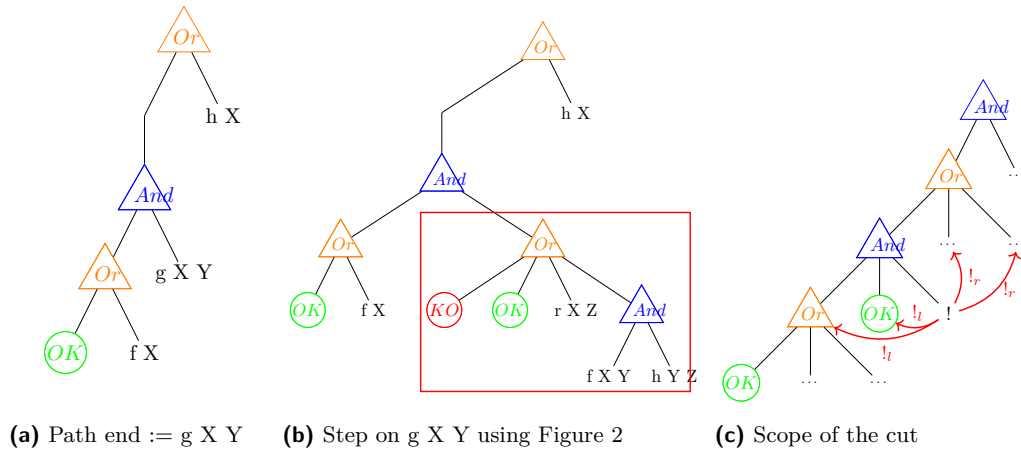 Or
h X
And
Or
g X Y
OK
f X
(a) Path end := g X Y
Or
h X
And
Or
Or
OK
f X
KO
OK
r X Z
And
f X Y
h Y Z
(b) Step on g X Y using Figure 2
And
Or
...
And
...
...
!r
!r
Or
OK
!l
!
!l
OK
...
...
(c) Scope of the cut